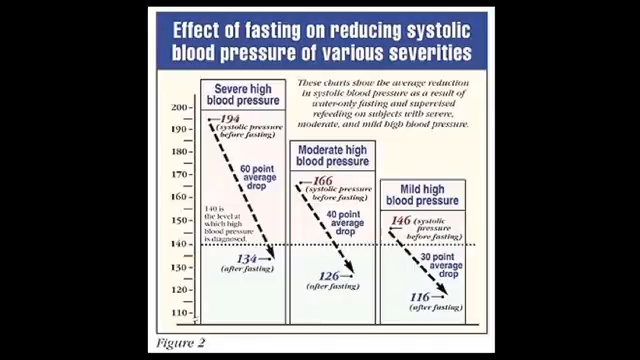 Effect of fasting on reducing systolic
blood pressure of various severities
Severe high
blood pressure
These charts show the average reduction
in systolic blood pressure as a result of
water-only fasting and supervised
refeeding on subjects with severe,
moderate, and mild high blood pressure.
200
190
180
170
160
150
140
130
120
110
194
(systolic pressure
before fasting)
60 point
average
drop
140 is
the level at
which high
blood pressure
is diagnosed.
134
(after fasting)
Moderate high
blood pressure
166
(systolic pressure
before fasting)
40 point
average
drop
126
(after fasting)
Mild high
blood pressure
146 (systolic
pressure
before fasting)
30 point
average
drop
116
(after fasting)
Figure 2